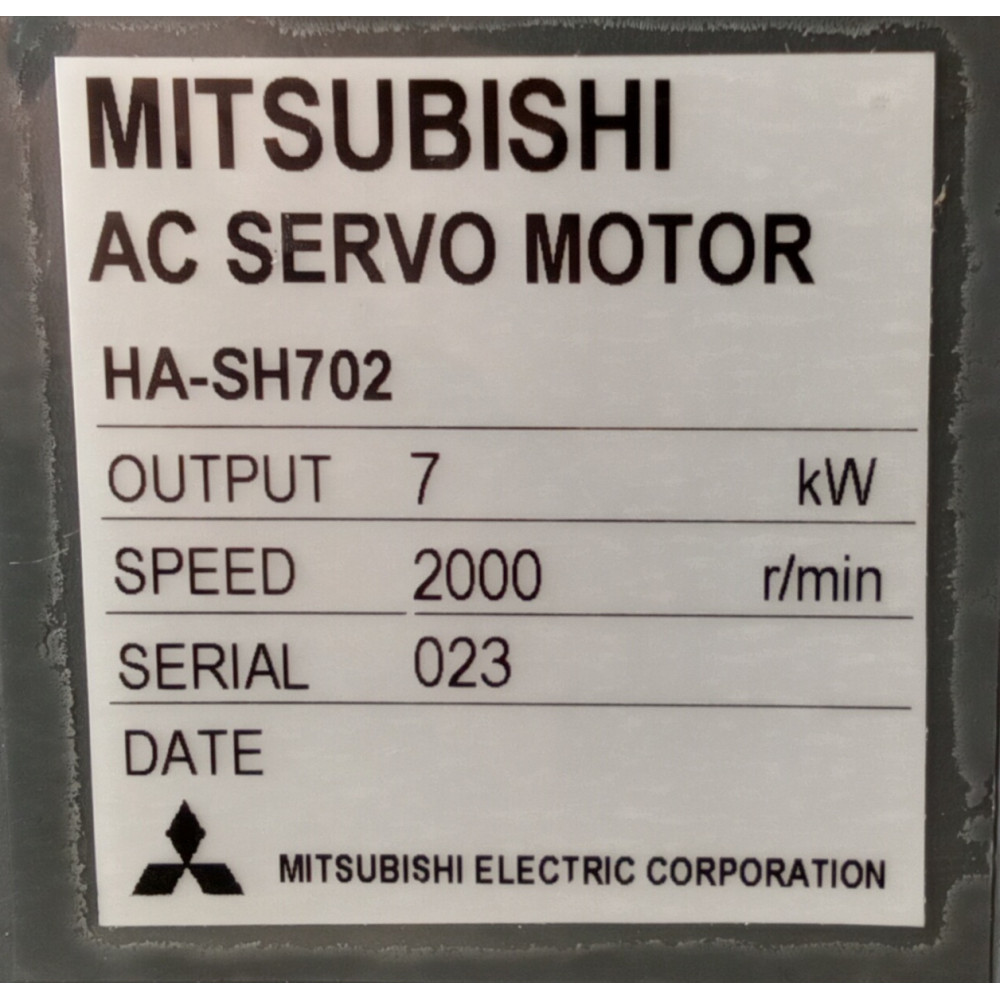 MITSUBISHI
AC SERVO MOTOR
HA-SH702
OUTPUT 7 kW
SPEED 2000 r/min
SERIAL 023
DATE
MITSUBISHI ELECTRIC CORPORATION